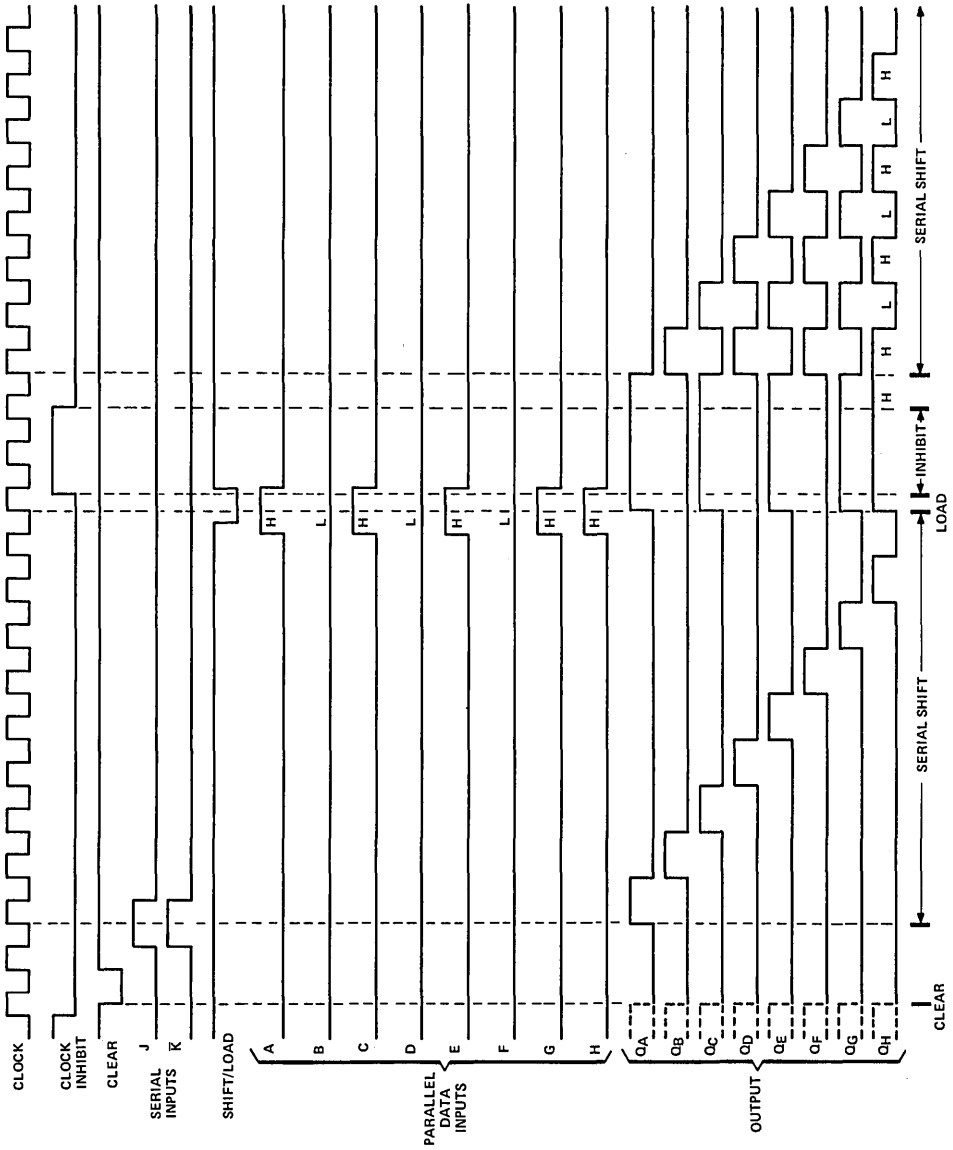 CLOCK
CLOCK
INHIBIT
CLEAR
J
SERIAL
INPUTS
K̅
SHIFT/LOAD
A H
B L
C H
D L
PARALLEL
DATA
INPUTS
E H
F L
G H
H H
QA
QB
QC
QD
OUTPUT
QE
QF
QG
QH H H L H L H L H
SERIAL SHIFT INHIBIT SERIAL SHIFT
CLEAR LOAD